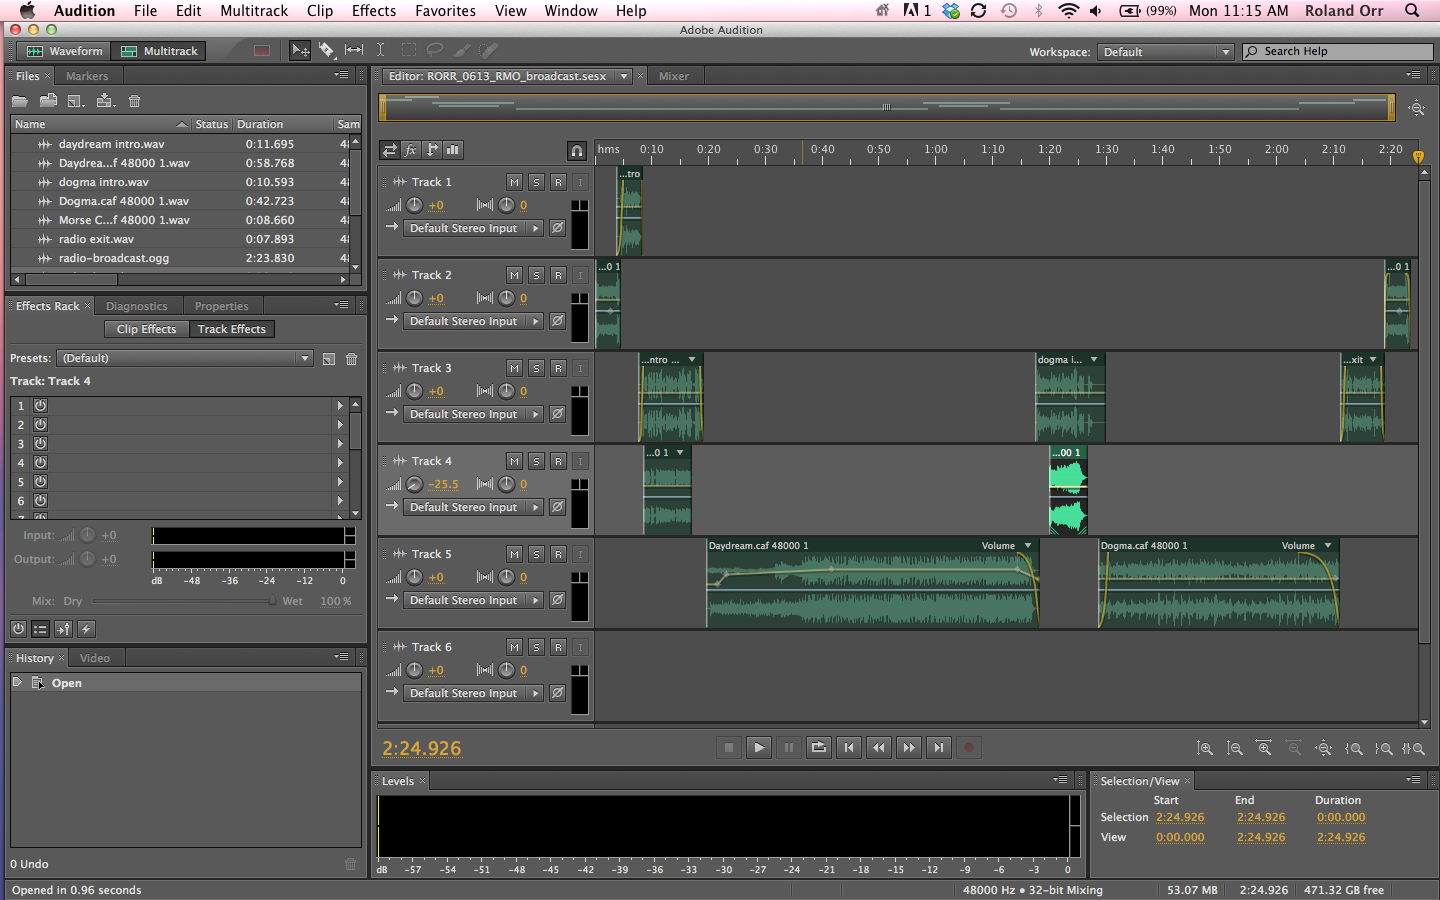 Audition File Edit Multitrack Clip Effects Favorites View Window Help 1 (99%) Mon 11:15 AM Roland Orr
Adobe Audition
Waveform Multitrack Workspace: Default Search Help
Files × Markers
Name Status Duration Sam
daydream intro.wav 0:11.695 48
Daydrea...f 48000 1.wav 0:58.768 48
dogma intro.wav 0:10.593 48
Dogma.caf 48000 1.wav 0:42.723 48
Morse C...f 48000 1.wav 0:08.660 48
radio exit.wav 0:07.893 48
radio-broadcast.ogg 2:23.830 48
Effects Rack × Diagnostics Properties
Clip Effects Track Effects
Presets: (Default)
Track: Track 4
1
2
3
4
5
6
Input: +0
Output: +0
dB -48 -36 -24 -12 0
Mix: Dry Wet 100 %
History × Video
Open
0 Undo
Editor: RORR_0613_RMO_broadcast.sesx × Mixer
fx hms 0:10 0:20 0:30 0:40 0:50 1:00 1:10 1:20 1:30 1:40 1:50 2:00 2:10 2:20
Track 1 M S R I
+0 0
Default Stereo Input
...tro
Track 2 M S R I
+0 0
Default Stereo Input
...0 1 ...0 1
Track 3 M S R I
+0 0
Default Stereo Input
...ntro ... dogma i... ...xit
Track 4 M S R I
-25.5 0
Default Stereo Input
...0 1 ...00 1
Track 5 M S R I
+0 0
Default Stereo Input
Daydream.caf 48000 1 Volume Dogma.caf 48000 1 Volume
Track 6 M S R I
+0 0
Default Stereo Input
2:24.926
Levels ×
dB -57 -54 -51 -48 -45 -42 -39 -36 -33 -30 -27 -24 -21 -18 -15 -12 -9 -6 -3 0
Selection/View ×
Start End Duration
Selection 2:24.926 2:24.926 0:00.000
View 0:00.000 2:24.926 2:24.926
Opened in 0.96 seconds 48000 Hz • 32-bit Mixing 53.07 MB 2:24.926 471.32 GB free